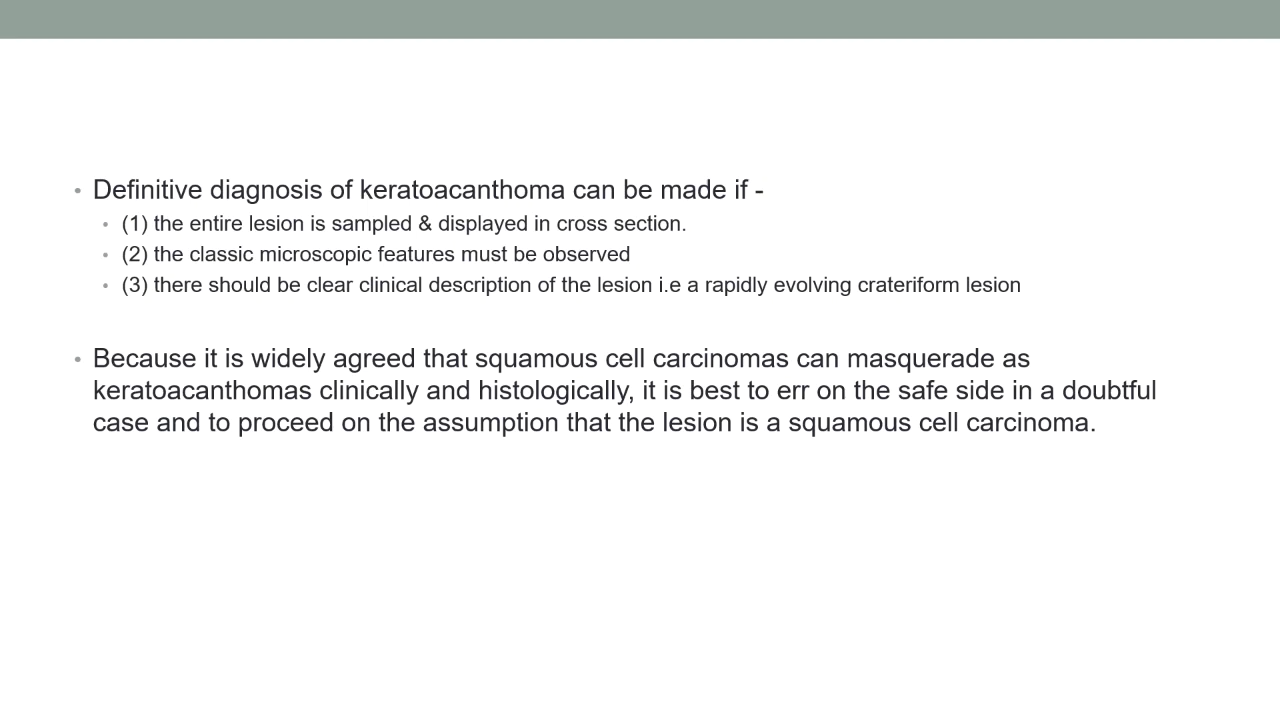 • Definitive diagnosis of keratoacanthoma can be made if -
• (1) the entire lesion is sampled & displayed in cross section.
• (2) the classic microscopic features must be observed
• (3) there should be clear clinical description of the lesion i.e a rapidly evolving crateriform lesion
• Because it is widely agreed that squamous cell carcinomas can masquerade as
keratoacanthomas clinically and histologically, it is best to err on the safe side in a doubtful
case and to proceed on the assumption that the lesion is a squamous cell carcinoma.